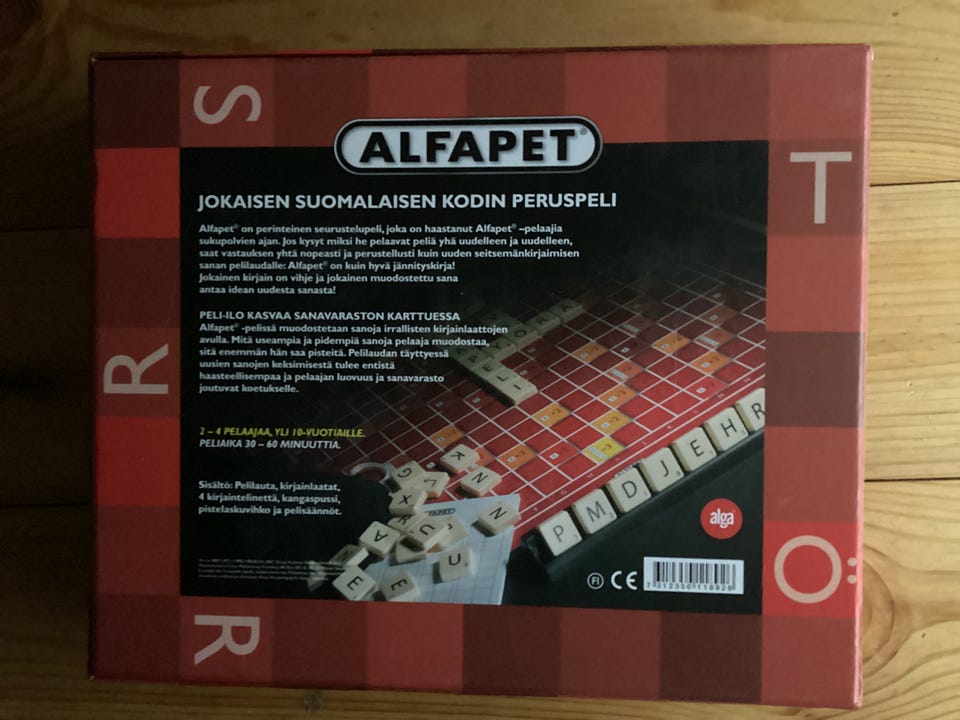 S
ALFAPET®
T
JOKAISEN SUOMALAISEN KODIN PERUSPELI
Alfapet® on perinteinen seurustelupeli, joka on haastanut Alfapet® –pelaajia
sukupolvien ajan. Jos kysyt miksi he pelaavat peliä yhä uudelleen ja uudelleen,
saat vastauksen yhtä nopeasti ja perustellusti kuin uuden seitsemänkirjaimisen
sanan pelilaudalle: Alfapet® on kuin hyvä jännityskirja!
Jokainen kirjain on vihje ja jokainen muodostettu sana
antaa idean uudesta sanasta!
PELI-ILO KASVAA SANAVARASTON KARTTUESSA
Alfapet® -pelissä muodostetaan sanoja irrallisten kirjainlaattojen
avulla. Mitä useampia ja pidempiä sanoja pelaaja muodostaa,
sitä enemmän hän saa pisteitä. Pelilaudan täyttyessä
uusien sanojen keksimisestä tulee entistä
haasteellisempaa ja pelaajan luovuus ja sanavarasto
joutuvat koetukselle.
R
PELI
2 – 4 PELAAJAA, YLI 10-VUOTIAILLE.
PELIAIKA 30 – 60 MINUUTTIA.
Sisältö: Pelilauta, kirjainlaatat,
4 kirjaintelinettä, kangaspussi,
pistelaskuvihko ja pelisäännöt.
K
G
N
X
N
A
R
U
U
E
E
P M D J E H R
alga
FI CE
7 312350 118926
Ö
R